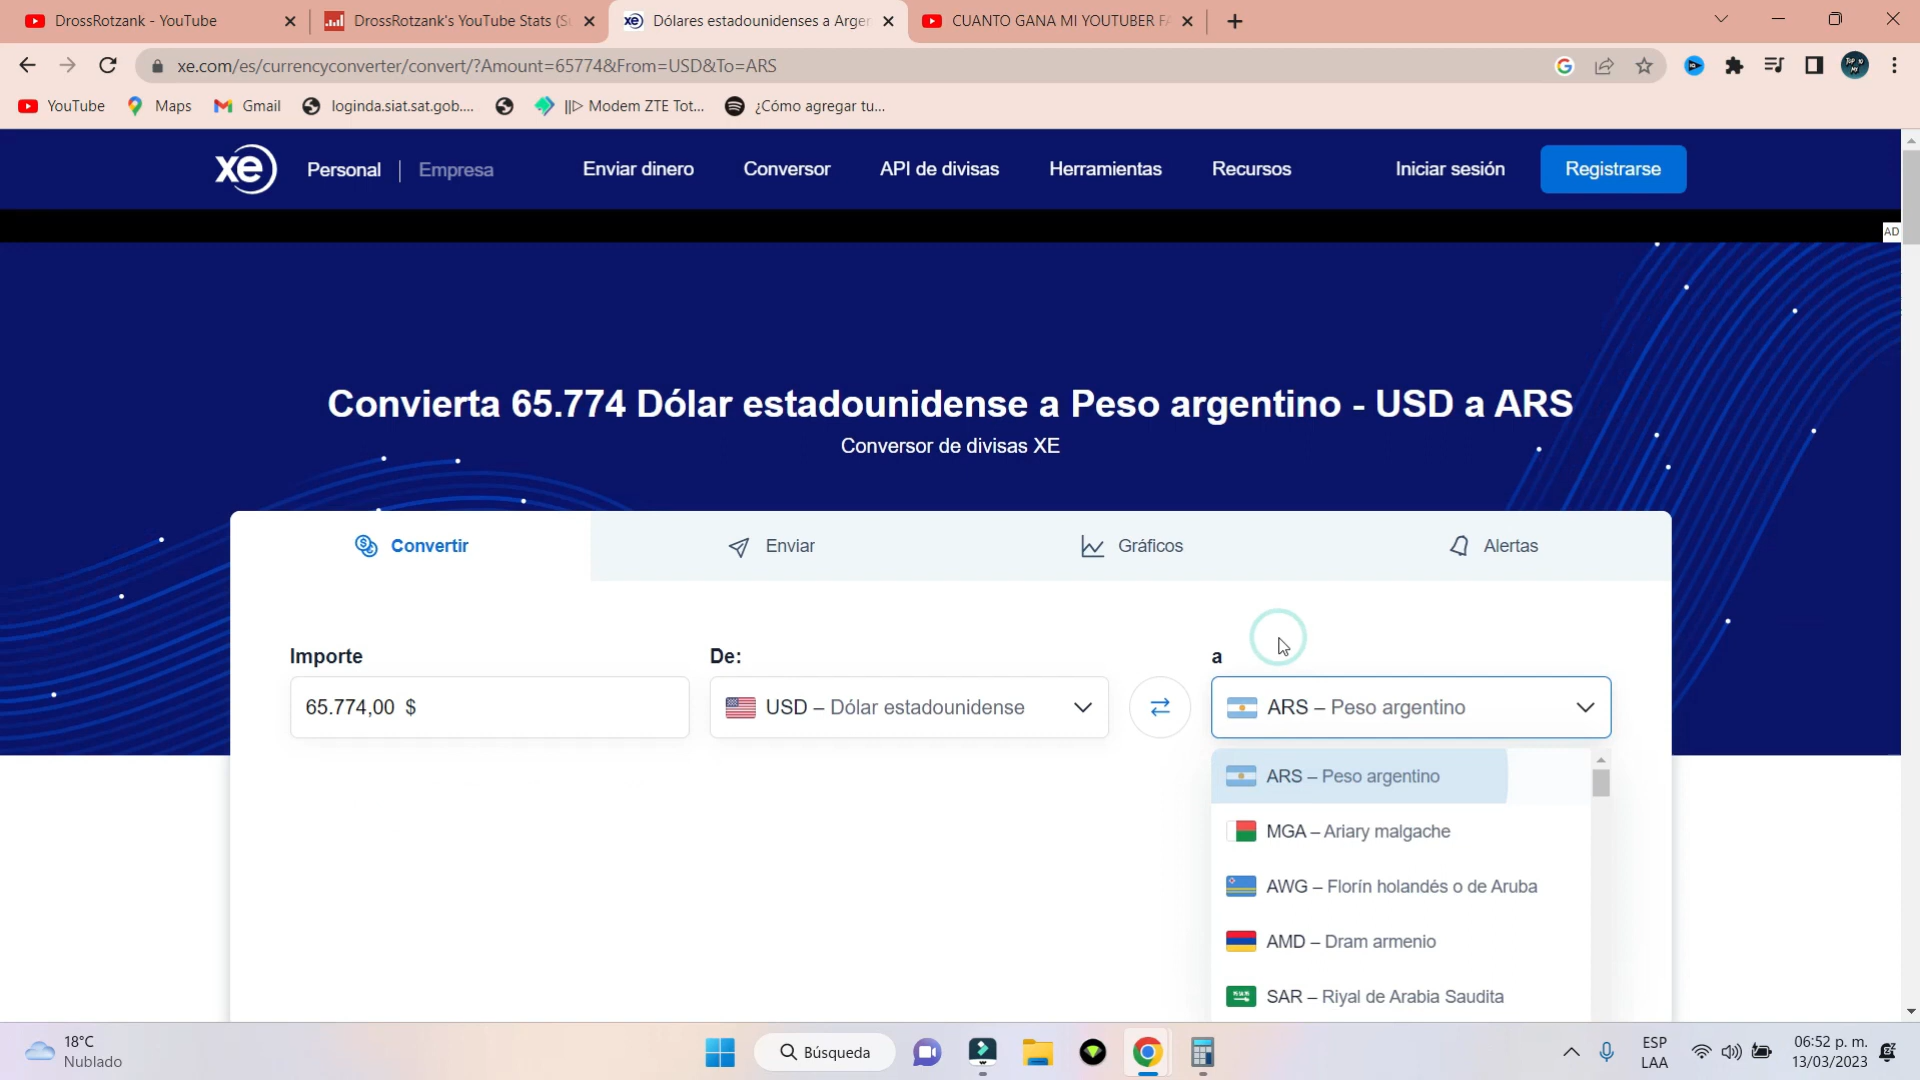 DrossRotzank - YouTube
DrossRotzank's YouTube Stats (S
Dólares estadounidenses a Arger
CUANTO GANA MI YOUTUBER FA
xe.com/es/currencyconverter/convert/?Amount=65774&From=USD&To=ARS
YouTube
Maps
Gmail
loginda.siat.sat.gob....
||▷ Modem ZTE Tot...
¿Cómo agregar tu...
xe
Personal
Empresa
Enviar dinero
Conversor
API de divisas
Herramientas
Recursos
Iniciar sesión
Registrarse
AD
Convierta 65.774 Dólar estadounidense a Peso argentino - USD a ARS
Conversor de divisas XE
Convertir
Enviar
Gráficos
Alertas
Importe
De:
a
65.774,00 $
USD – Dólar estadounidense
ARS – Peso argentino
ARS – Peso argentino
MGA – Ariary malgache
AWG – Florín holandés o de Aruba
AMD – Dram armenio
SAR – Riyal de Arabia Saudita
18°C
Nublado
Búsqueda
ESP
LAA
06:52 p. m.
13/03/2023